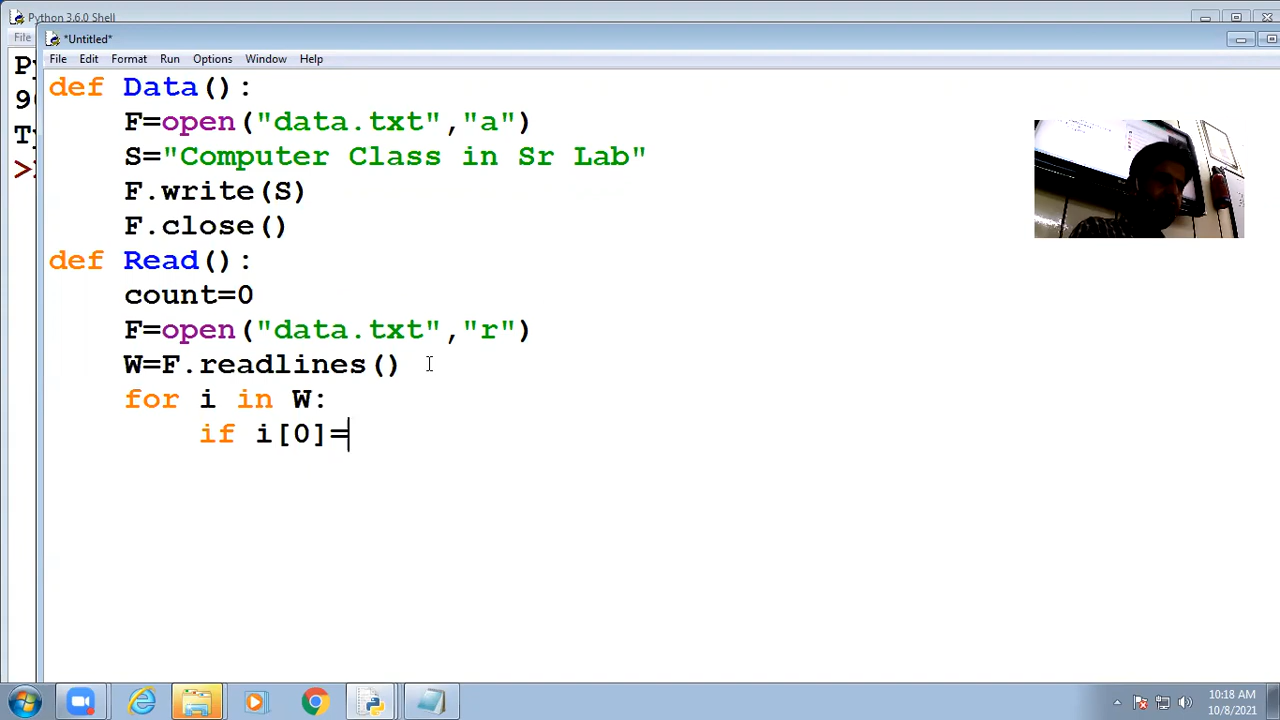 Python 3.6.0 Shell
File
*Untitled*
File Edit Format Run Options Window Help
def Data():
F=open("data.txt","a")
S="Computer Class in Sr Lab"
F.write(S)
F.close()
def Read():
count=0
F=open("data.txt","r")
W=F.readlines()
for i in W:
if i[0]=
>
10:18 AM
10/8/2021